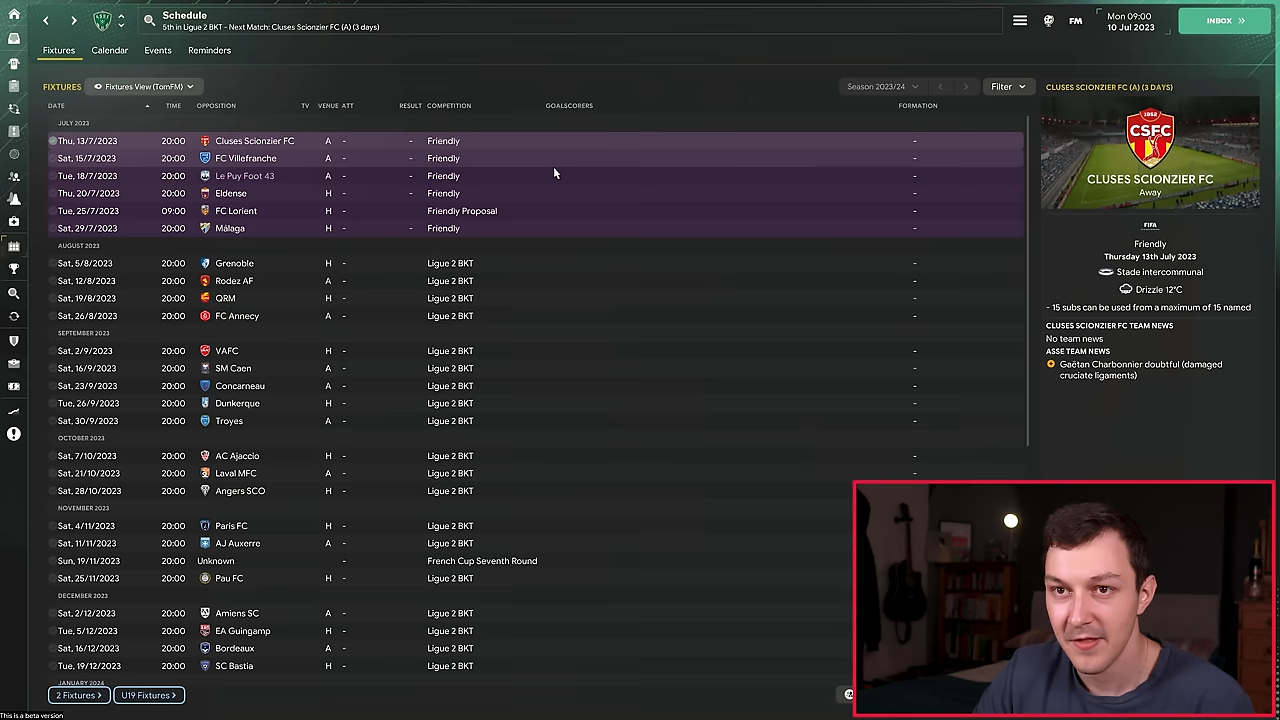 Schedule
5th in Ligue 2 BKT - Next Match: Cluses Scionzier FC (A) (3 days)
FM
Mon 09:00
10 Jul 2023
INBOX
Fixtures Calendar Events Reminders
FIXTURES Fixtures View (TomFM)
Season 2023/24 Filter
DATE TIME OPPOSITION TV VENUE ATT RESULT COMPETITION GOALSCORERS FORMATION
JULY 2023
Thu, 13/7/2023 20:00 Cluses Scionzier FC A - - Friendly -
Sat, 15/7/2023 20:00 FC Villefranche A - - Friendly -
Tue, 18/7/2023 20:00 Le Puy Foot 43 A - - Friendly -
Thu, 20/7/2023 20:00 Eldense H - - Friendly -
Tue, 25/7/2023 09:00 FC Lorient H - Friendly Proposal -
Sat, 29/7/2023 20:00 Málaga H - - Friendly -
AUGUST 2023
Sat, 5/8/2023 20:00 Grenoble H - Ligue 2 BKT -
Sat, 12/8/2023 20:00 Rodez AF A - Ligue 2 BKT -
Sat, 19/8/2023 20:00 QRM H - Ligue 2 BKT -
Sat, 26/8/2023 20:00 FC Annecy A - Ligue 2 BKT -
SEPTEMBER 2023
Sat, 2/9/2023 20:00 VAFC H - Ligue 2 BKT -
Sat, 16/9/2023 20:00 SM Caen A - Ligue 2 BKT -
Sat, 23/9/2023 20:00 Concarneau A - Ligue 2 BKT -
Tue, 26/9/2023 20:00 Dunkerque H - Ligue 2 BKT -
Sat, 30/9/2023 20:00 Troyes A - Ligue 2 BKT -
OCTOBER 2023
Sat, 7/10/2023 20:00 AC Ajaccio H - Ligue 2 BKT -
Sat, 21/10/2023 20:00 Laval MFC A - Ligue 2 BKT -
Sat, 28/10/2023 20:00 Angers SCO H - Ligue 2 BKT
NOVEMBER 2023
Sat, 4/11/2023 20:00 Paris FC H - Ligue 2 BKT
Sat, 11/11/2023 20:00 AJ Auxerre A - Ligue 2 BKT
Sun, 19/11/2023 20:00 Unknown - French Cup Seventh Round
Sat, 25/11/2023 20:00 Pau FC H - Ligue 2 BKT
DECEMBER 2023
Sat, 2/12/2023 20:00 Amiens SC A - Ligue 2 BKT
Tue, 5/12/2023 20:00 EA Guingamp H - Ligue 2 BKT
Sat, 16/12/2023 20:00 Bordeaux A - Ligue 2 BKT
Tue, 19/12/2023 20:00 SC Bastia H - Ligue 2 BKT
JANUARY 2024
2 Fixtures > U19 Fixtures >
This is a beta version
CLUSES SCIONZIER FC (A) (3 DAYS)
1952
CSFC
CLUSES SCIONZIER FC
Away
FIFA
Friendly
Thursday 13th July 2023
Stade intercommunal
Drizzle 12°C
- 15 subs can be used from a maximum of 15 named
CLUSES SCIONZIER FC TEAM NEWS
No team news
ASSE TEAM NEWS
Gaëtan Charbonnier doubtful (damaged
cruciate ligaments)